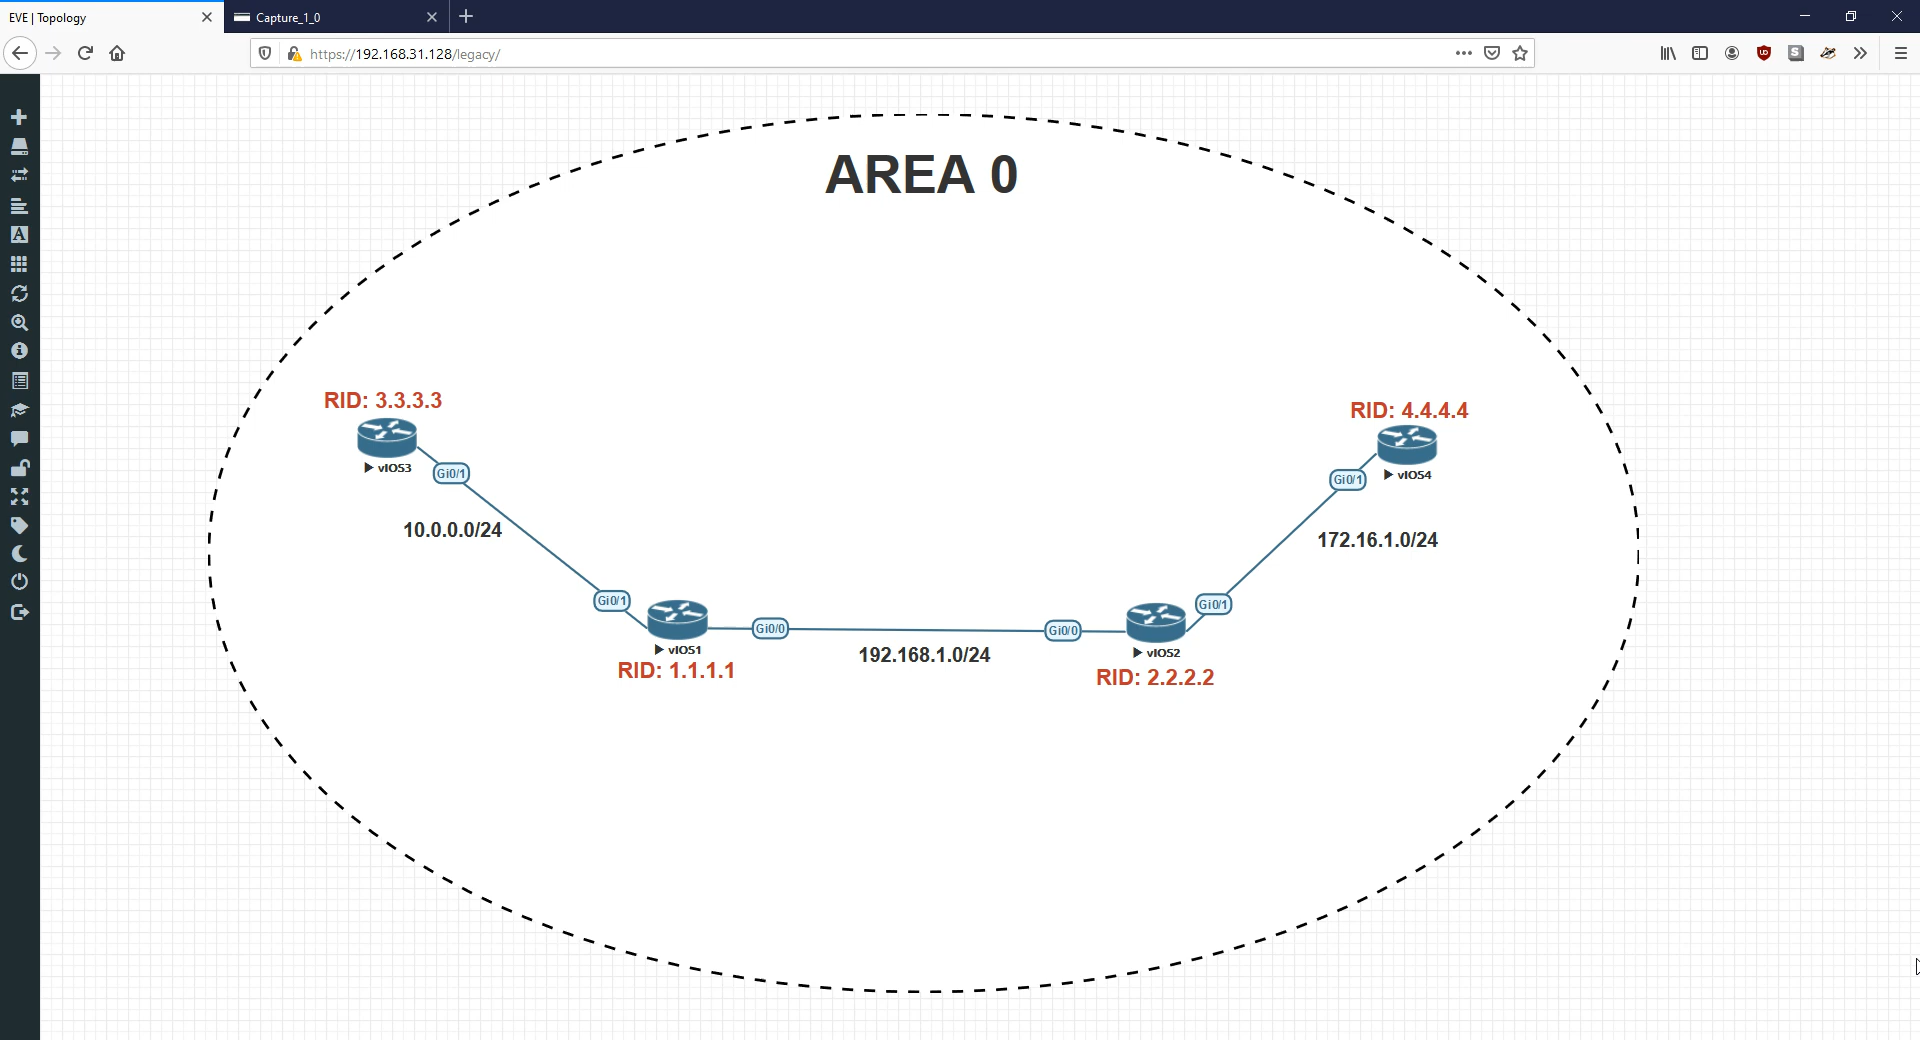 EVE | Topology
Capture_1_0
https://192.168.31.128/legacy/
AREA 0
RID: 3.3.3.3
vIOS3
Gi0/1
10.0.0.0/24
RID: 4.4.4.4
vIOS4
Gi0/1
172.16.1.0/24
Gi0/1
vIOS1
RID: 1.1.1.1
Gi0/0
192.168.1.0/24
Gi0/0
Gi0/1
vIOS2
RID: 2.2.2.2